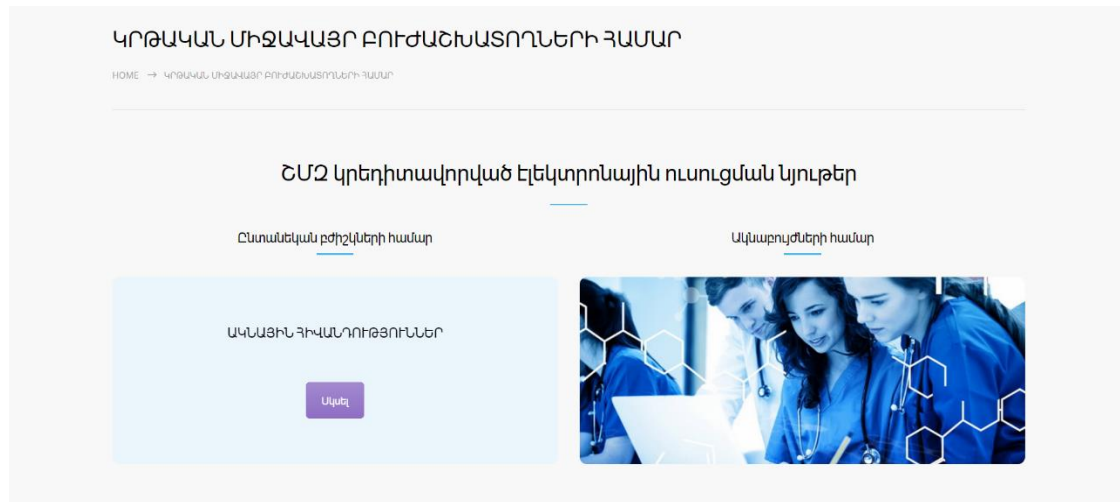 ԿՐԹԱԿԱՆ ՄԻՋԱՎԱՅՐ ԲՈՒԺԱՇԽԱՏՈՂՆԵՐԻ ՀԱՄԱՐ
HOME → ԿՐԹԱԿԱՆ ՄԻՋԱՎԱՅՐ ԲՈՒԺԱՇԽԱՏՈՂՆԵՐԻ ՀԱՄԱՐ
ՇՄԶ կրեդիտավորված էլեկտրոնային ուսուցման նյութեր
Ընտանեկան բժիշկների համար
Ակնաբույժների համար
ԱԿՆԱՅԻՆ ՀԻՎԱՆԴՈՒԹՅՈՒՆՆԵՐ
Սկսել